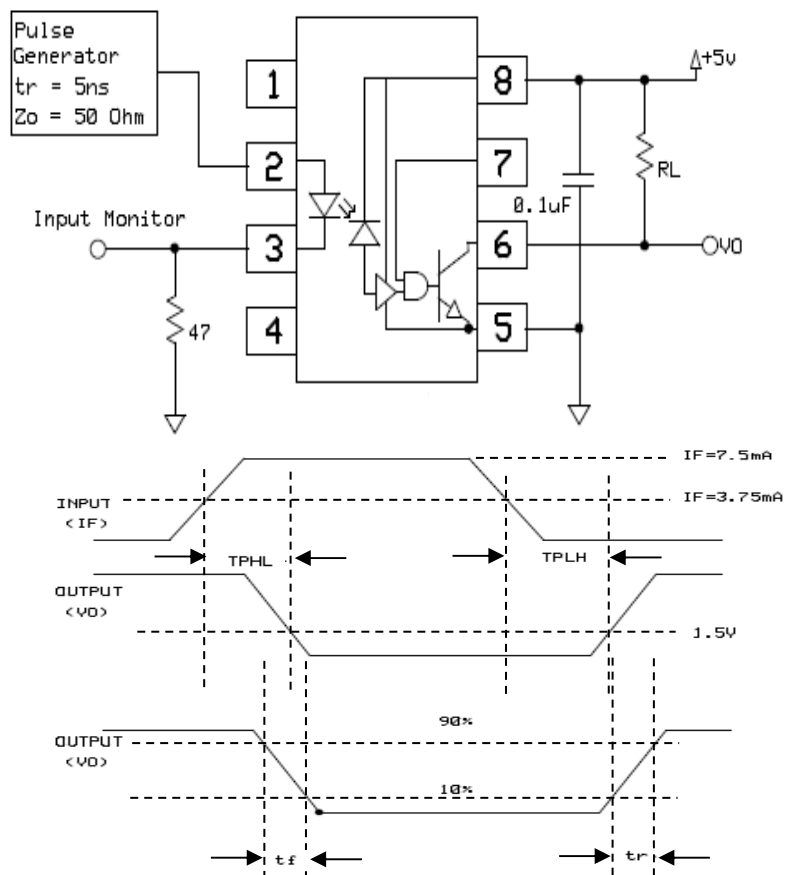 Pulse
Generator
tr = 5ns
Zo = 50 Ohm
1
8
+5v
2
7
RL
0.1uF
Input Monitor
3
6
VO
47
4
5
IF=7.5mA
INPUT
(IF)
IF=3.75mA
TPHL
TPLH
OUTPUT
(VO)
1.5V
90%
OUTPUT
(VO)
10%
tf
tr